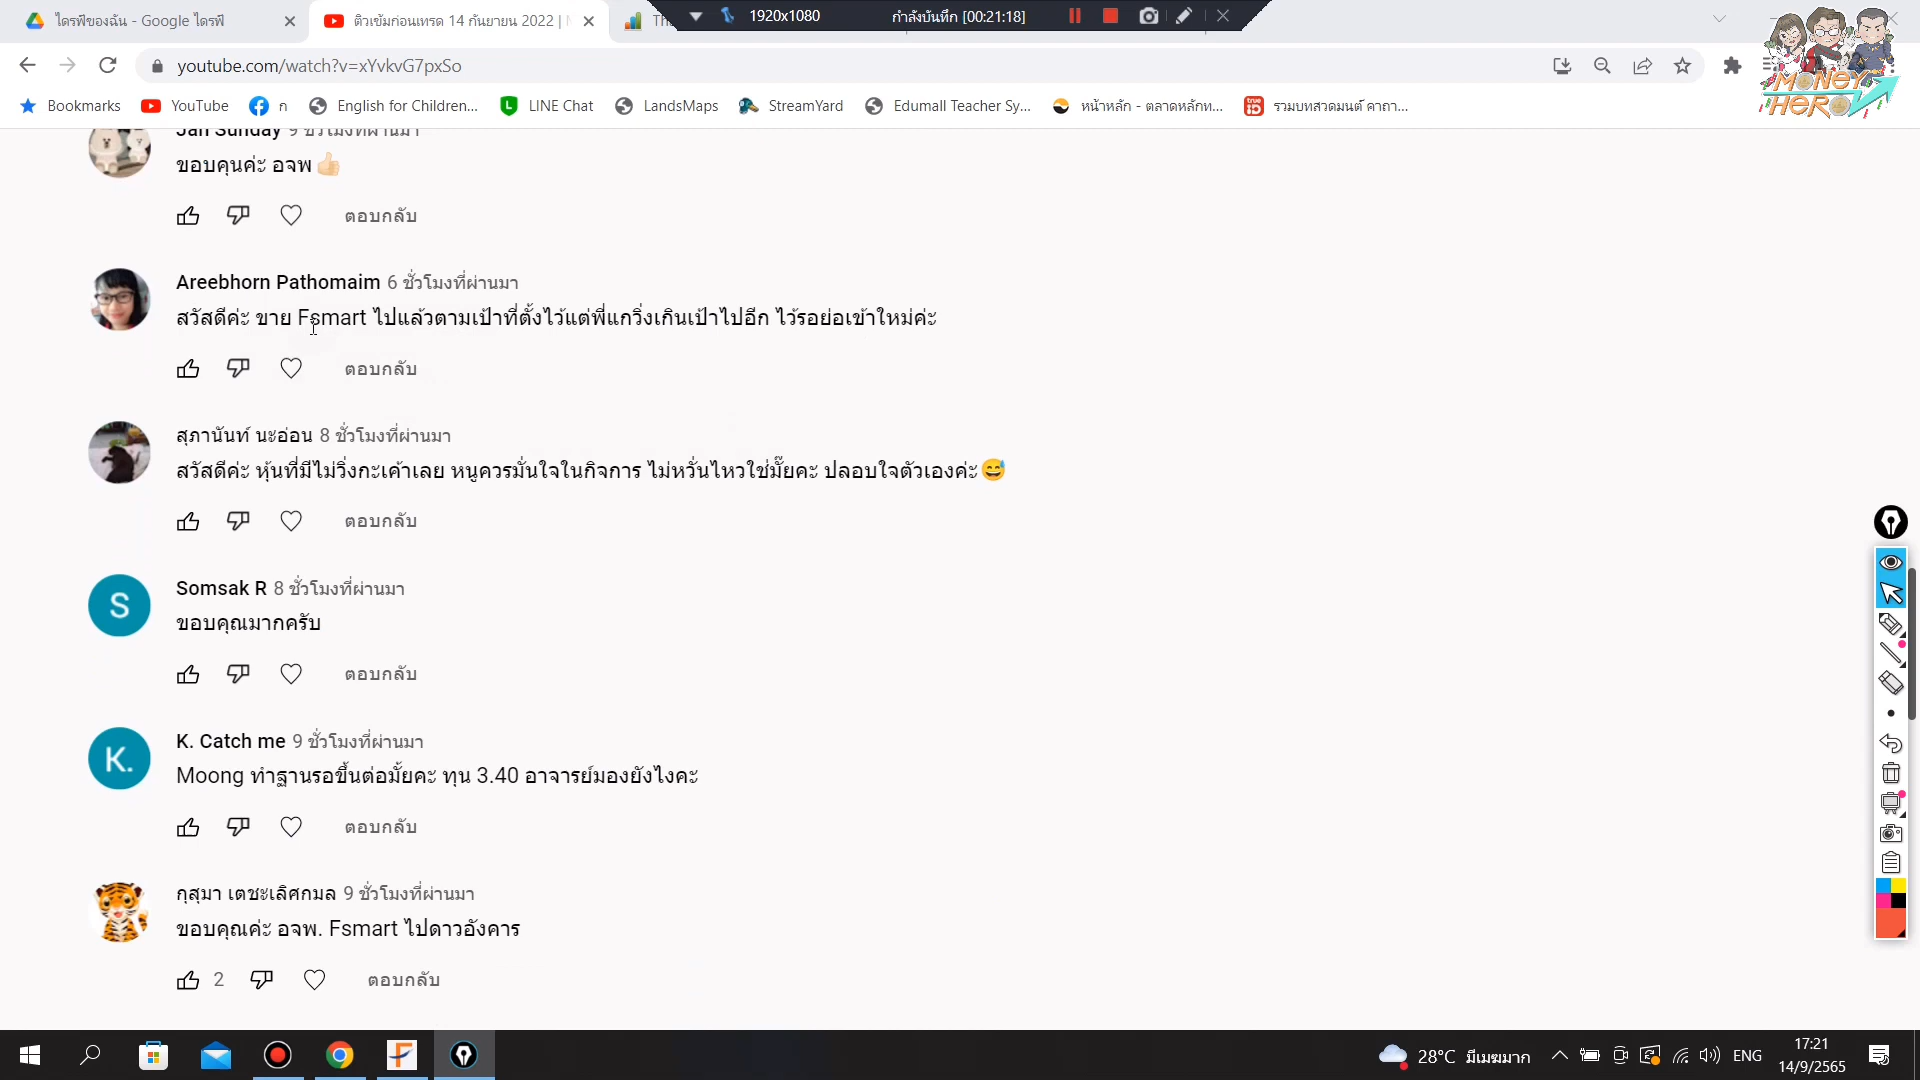 ไดรฟ์ของฉัน - Google ไดรฟ์
ติวเข้มก่อนเทรด 14 กันยายน 2022 |
1920x1080
กำลังบันทึก [00:21:18]
youtube.com/watch?v=xYvkvG7pxSo
Bookmarks
YouTube
ก
English for Children...
LINE Chat
LandsMaps
StreamYard
Edumall Teacher Sy...
หน้าหลัก - ตลาดหลักท...
รวมบทสวดมนต์ คาถา...
MONEY HERO
Jan Sunday 9 ชั่วโมงที่ผ่านมา
ขอบคุนค่ะ อจพ 👍🏻
ตอบกลับ
Areebhorn Pathomaim 6 ชั่วโมงที่ผ่านมา
สวัสดีค่ะ ขาย Fsmart ไปแล้วตามเป้าที่ตั้งไว้แต่พี่แกวิ่งเกินเป้าไปอีก ไว้รอย่อเข้าใหม่ค่ะ
ตอบกลับ
สุภานันท์ นะอ่อน 8 ชั่วโมงที่ผ่านมา
สวัสดีค่ะ หุ้นที่มีไม่วิ่งกะเค้าเลย หนูควรมั่นใจในกิจการ ไม่หวั่นไหวใช่มั๊ยคะ ปลอบใจตัวเองค่ะ😅
ตอบกลับ
S
Somsak R 8 ชั่วโมงที่ผ่านมา
ขอบคุณมากครับ
ตอบกลับ
K.
K. Catch me 9 ชั่วโมงที่ผ่านมา
Moong ทำฐานรอขึ้นต่อมั้ยคะ ทุน 3.40 อาจารย์มองยังไงคะ
ตอบกลับ
กุสุมา เตชะเลิศกมล 9 ชั่วโมงที่ผ่านมา
ขอบคุณค่ะ อจพ. Fsmart ไปดาวอังคาร
2
ตอบกลับ
28°C มีเมฆมาก
ENG
17:21
14/9/2565